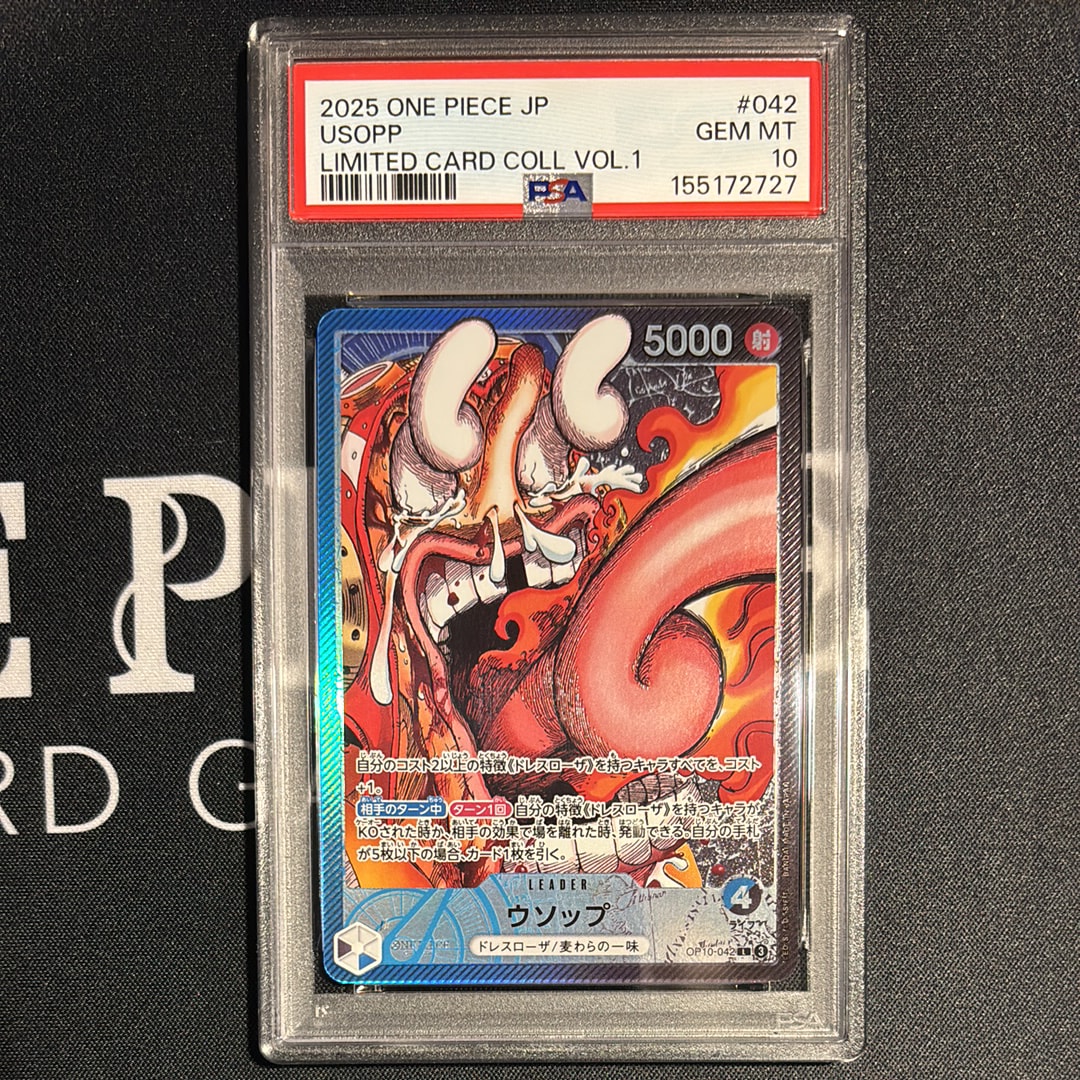 2025 ONE PIECE JP #042
USOPP GEM MT
LIMITED CARD COLL VOL.1 10
PSA 155172727
5000 射
自分のコスト2以上の特徴《ドレスローザ》を持つキャラすべてを、コスト
+1。
相手のターン中 ターン1回 自分の特徴《ドレスローザ》を持つキャラが
KOされた時か、相手の効果で場を離れた時、発動できる。自分の手札
が5枚以下の場合、カード1枚を引く。
LEADER
ウソップ
4
ライフ
ドレスローザ/麦わらの一味
OP10-042 L 3
PSA
EP
RD G